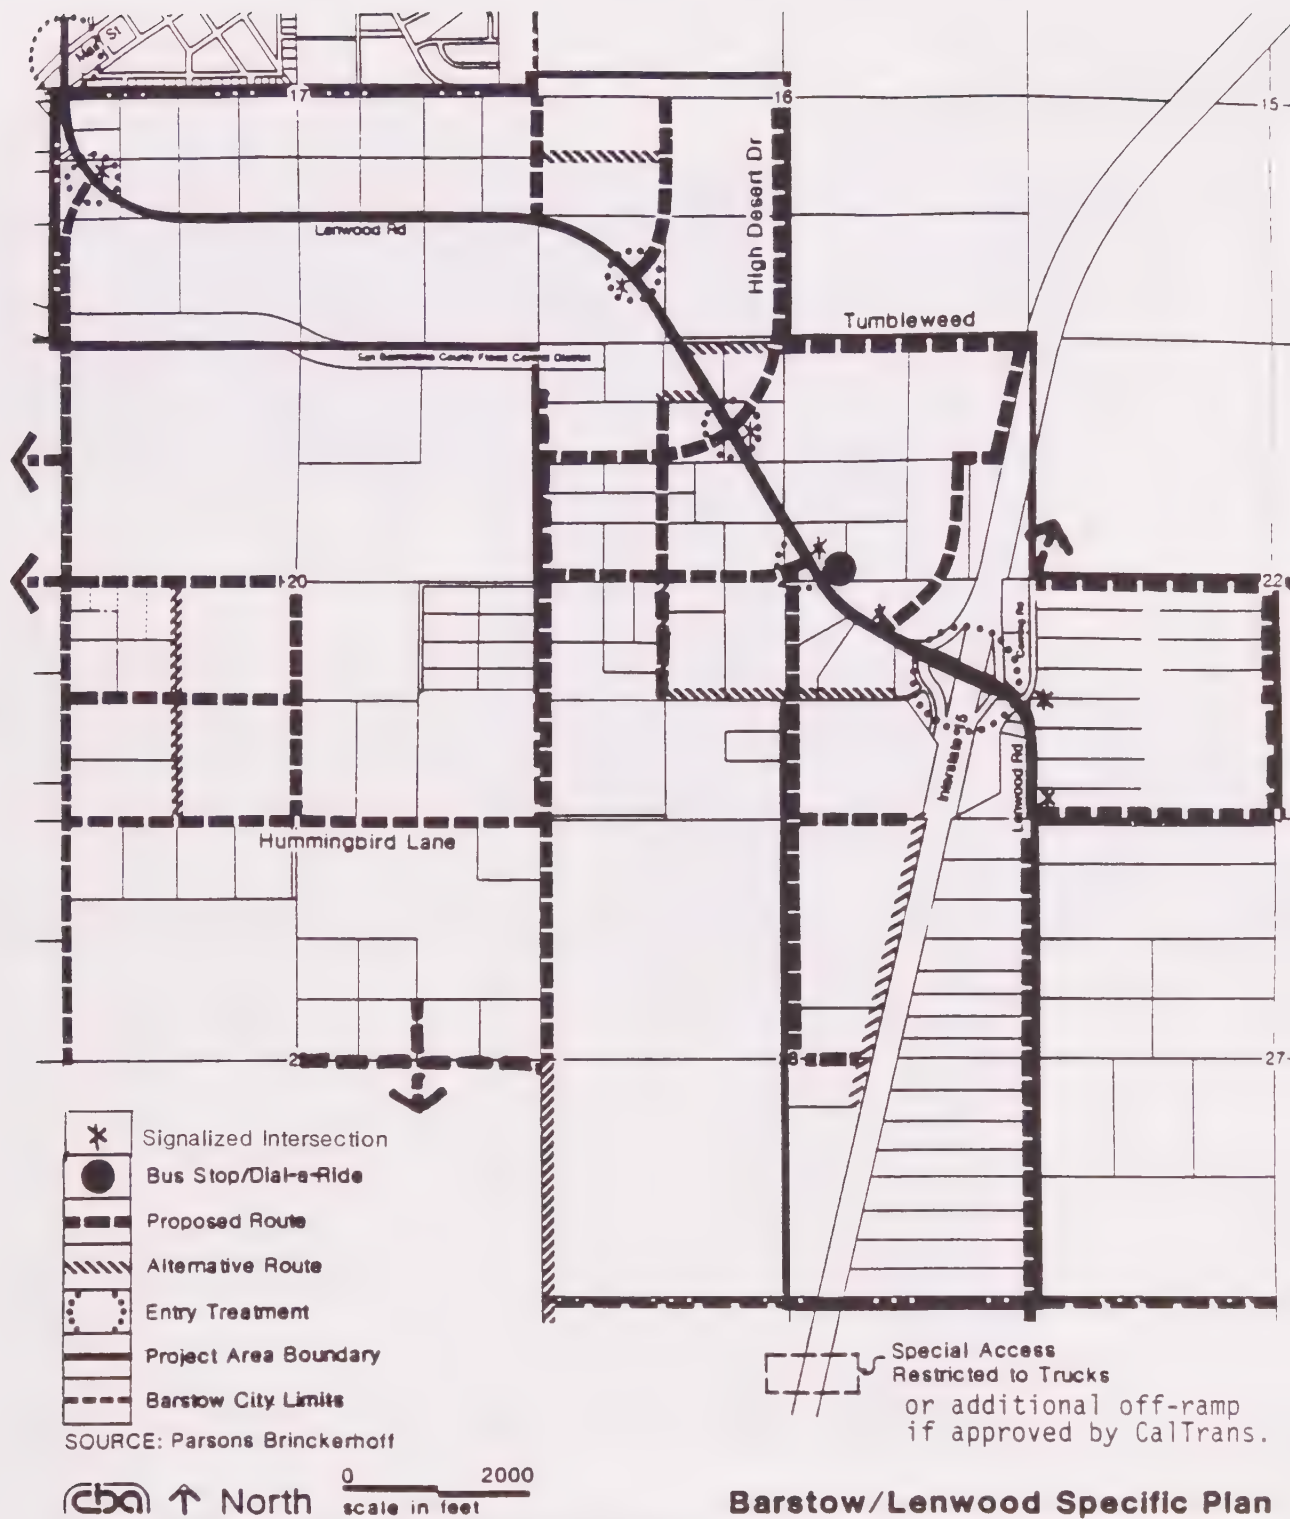 Main St
17
16
15
High Desert Dr
Lenwood Rd
Tumbleweed
San Bernardino County Flood Control District
20
22
Lenwood Rd
Interstate 15
Hummingbird Lane
28
27
Signalized Intersection
Bus Stop/Dial-a-Ride
Proposed Route
Alternative Route
Entry Treatment
Project Area Boundary
Barstow City Limits
SOURCE: Parsons Brinckerhoff
Special Access
Restricted to Trucks
or additional off-ramp
if approved by CalTrans.
cba
North
0 2000
scale in feet
Barstow/Lenwood Specific Plan